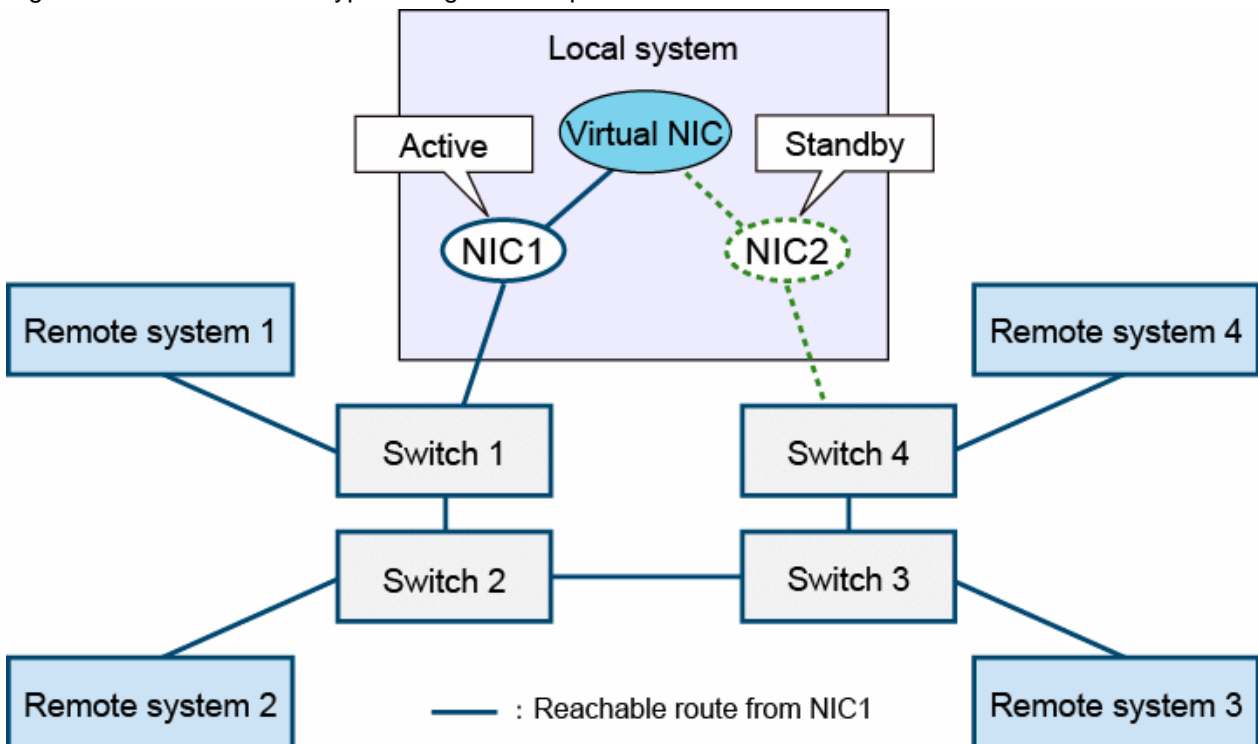 Local system
Virtual NIC
Active
Standby
NIC1
NIC2
Remote system 1
Remote system 4
Switch 1
Switch 4
Switch 2
Switch 3
Remote system 2
: Reachable route from NIC1
Remote system 3